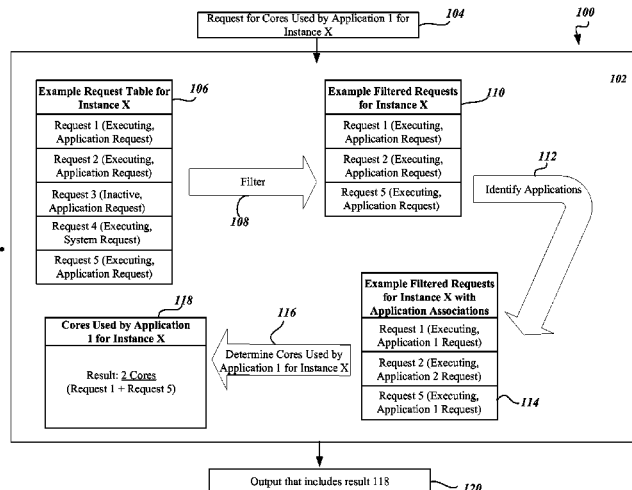 Request for Cores Used by Application 1 for
Instance X
104
100
102
Example Request Table for
Instance X
106
Request 1 (Executing,
Application Request)
Request 2 (Executing,
Application Request)
Request 3 (Inactive,
Application Request)
Request 4 (Executing,
System Request)
Request 5 (Executing,
Application Request)
Filter
108
Example Filtered Requests
for Instance X
110
Request 1 (Executing,
Application Request)
Request 2 (Executing,
Application Request)
Request 5 (Executing,
Application Request)
112
Identify Applications
Example Filtered Requests
for Instance X with
Application Associations
Request 1 (Executing,
Application 1 Request)
Request 2 (Executing,
Application 2 Request)
Request 5 (Executing,
Application 1 Request)
114
116
Determine Cores Used by
Application 1 for Instance X
118
Cores Used by Application
1 for Instance X
Result: 2 Cores
(Request 1 + Request 5)
Output that includes result 118
120